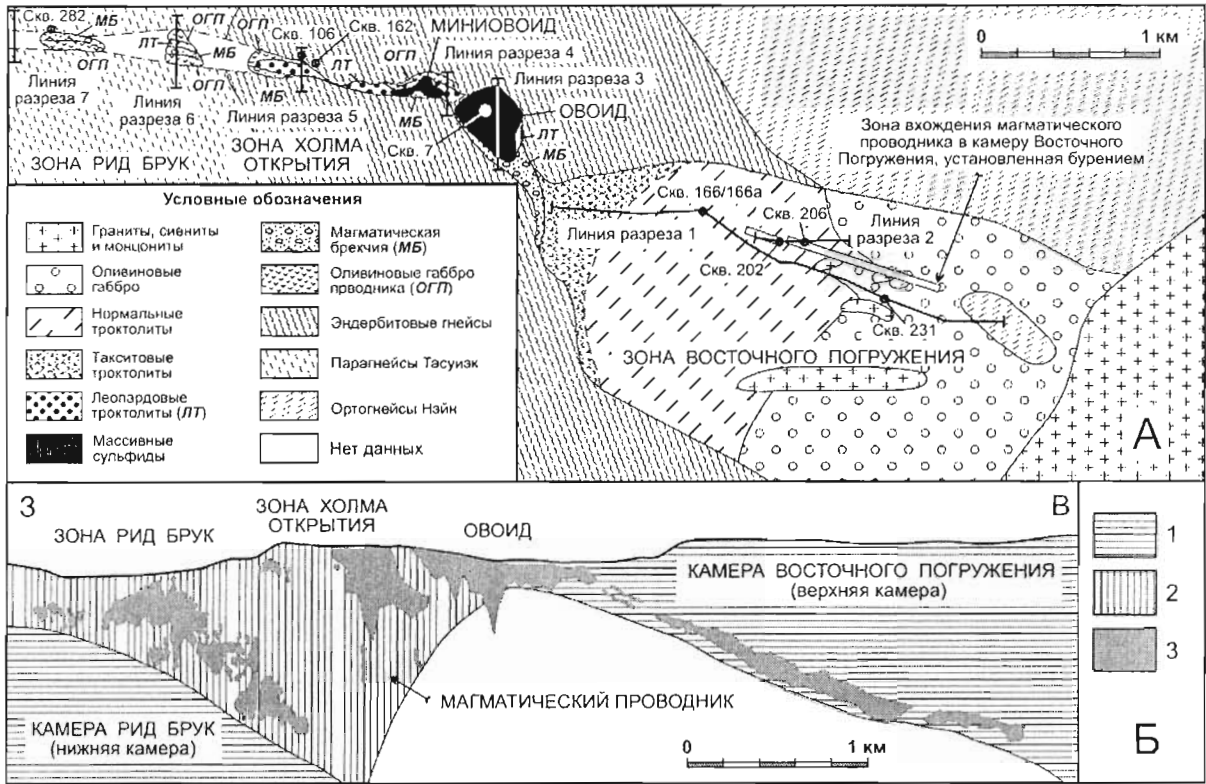 Скв. 282
МБ
ОГП
ОГП
Скв. 106
Скв. 162
МИНИОВОИД
ЛТ
МБ
ЛТ
ОГП
Линия разреза 4
ОГП
ОГП
Линия разреза 3
Линия
разреза 7
Линия
разреза 6
МБ
Линия
разреза 5
МБ
ОВОИД
ЛТ
МБ
Скв. 7
ЗОНА РИД БРУК
ЗОНА ХОЛМА
ОТКРЫТИЯ
0
1 км
Зона вхождения магматического
проводника в камеру Восточного
Погружения, установленная бурением
Скв. 166/166а
Скв. 206
Линия разреза 1
Линия
разреза 2
Скв. 202
Скв. 231
ЗОНА ВОСТОЧНОГО ПОГРУЖЕНИЯ
А
Условные обозначения
Граниты, сиениты
и монцониты
Оливиновые
габбро
Нормальные
троктолиты
Такситовые
троктолиты
Леопардовые
троктолиты (ЛТ)
Массивные
сульфиды
Магматическая
брекчия (МБ)
Оливиновые габбро
прводника (ОГП)
Эндербитовые гнейсы
Парагнейсы Тасуиэк
Ортогнейсы Нэйн
Нет данных
З
В
ЗОНА РИД БРУК
ЗОНА ХОЛМА
ОТКРЫТИЯ
ОВОИД
КАМЕРА ВОСТОЧНОГО ПОГРУЖЕНИЯ
(верхняя камера)
МАГМАТИЧЕСКИЙ ПРОВОДНИК
КАМЕРА РИД БРУК
(нижняя камера)
0
1 км
1
2
3
Б